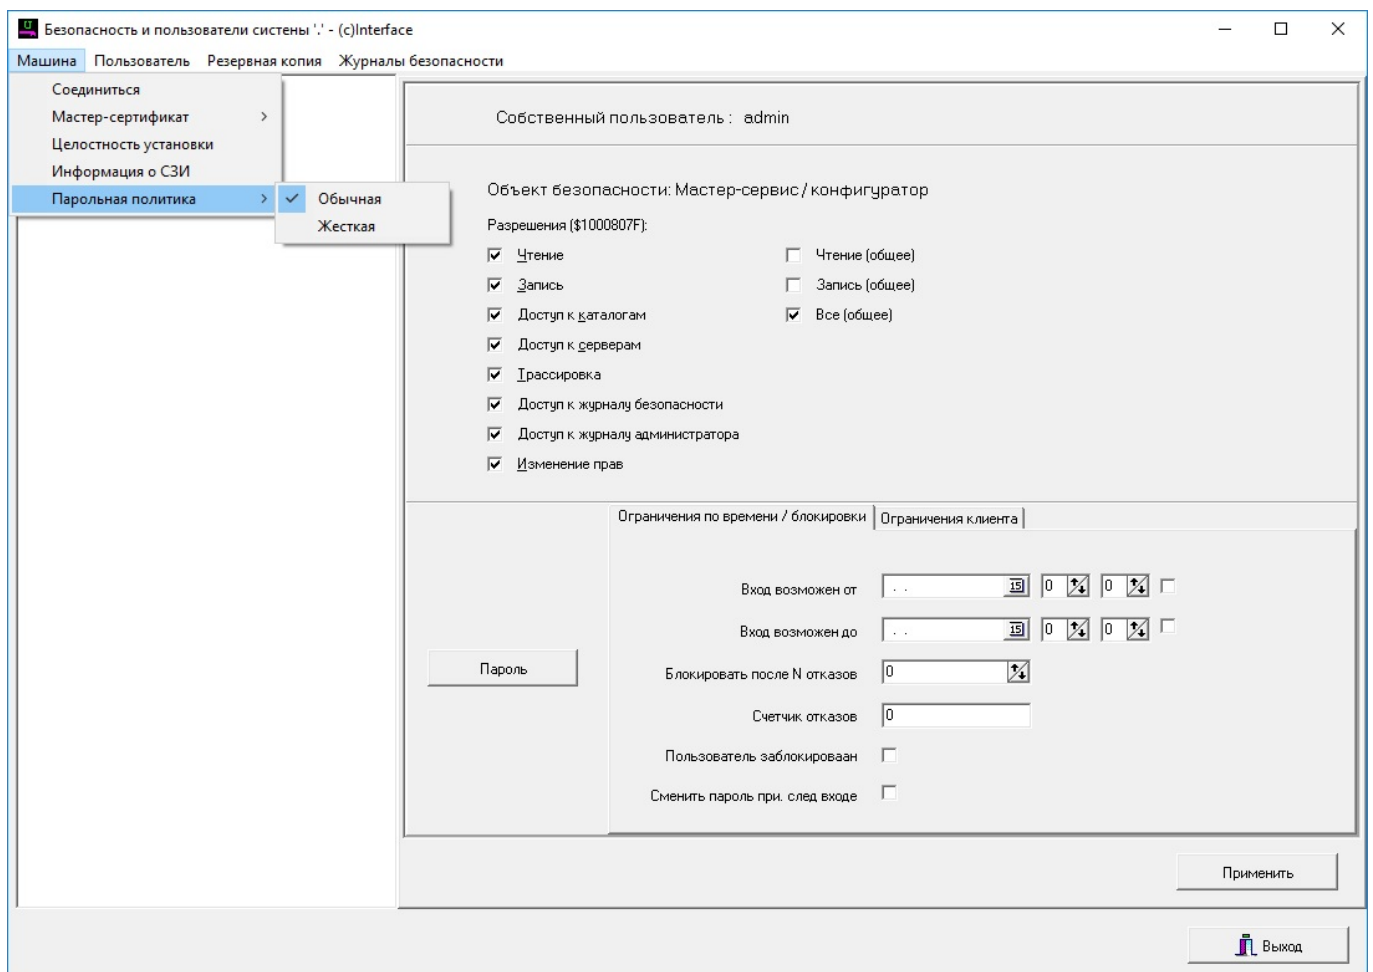 Безопасность и пользователи системы '.' - (c)Interface
Машина Пользователь Резервная копия Журналы безопасности
Соединиться
Мастер-сертификат
Целостность установки
Информация о СЗИ
Парольная политика
Обычная
Жесткая
Собственный пользователь : admin
Объект безопасности: Мастер-сервис / конфигуратор
Разрешения ($1000807F):
Чтение Чтение (общее)
Запись Запись (общее)
Доступ к каталогам Все (общее)
Доступ к серверам
Трассировка
Доступ к журналу безопасности
Доступ к журналу администратора
Изменение прав
Ограничения по времени / блокировки Ограничения клиента
Вход возможен от . . 15 0 0
Вход возможен до . . 15 0 0
Пароль
Блокировать после N отказов 0
Счетчик отказов 0
Пользователь заблокироваан
Сменить пароль при. след входе
Применить
Выход